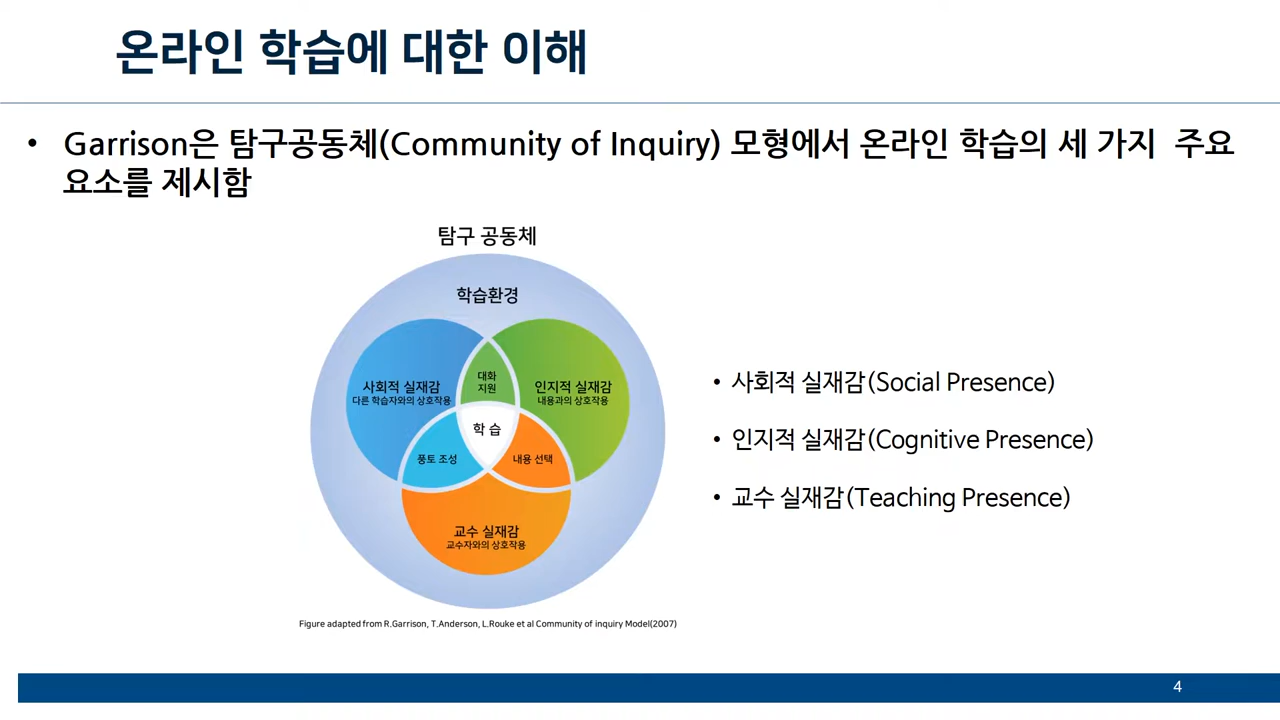 온라인 학습에 대한 이해
• Garrison은 탐구공동체(Community of Inquiry) 모형에서 온라인 학습의 세 가지 주요
요소를 제시함
탐구 공동체
학습환경
대화
지원
사회적 실재감
다른 학습자와의 상호작용
인지적 실재감
내용과의 상호작용
학 습
풍토 조성
내용 선택
교수 실재감
교수자와의 상호작용
• 사회적 실재감(Social Presence)
• 인지적 실재감(Cognitive Presence)
• 교수 실재감(Teaching Presence)
Figure adapted from R.Garrison, T.Anderson, L.Rouke et al Community of inquiry Model(2007)
4